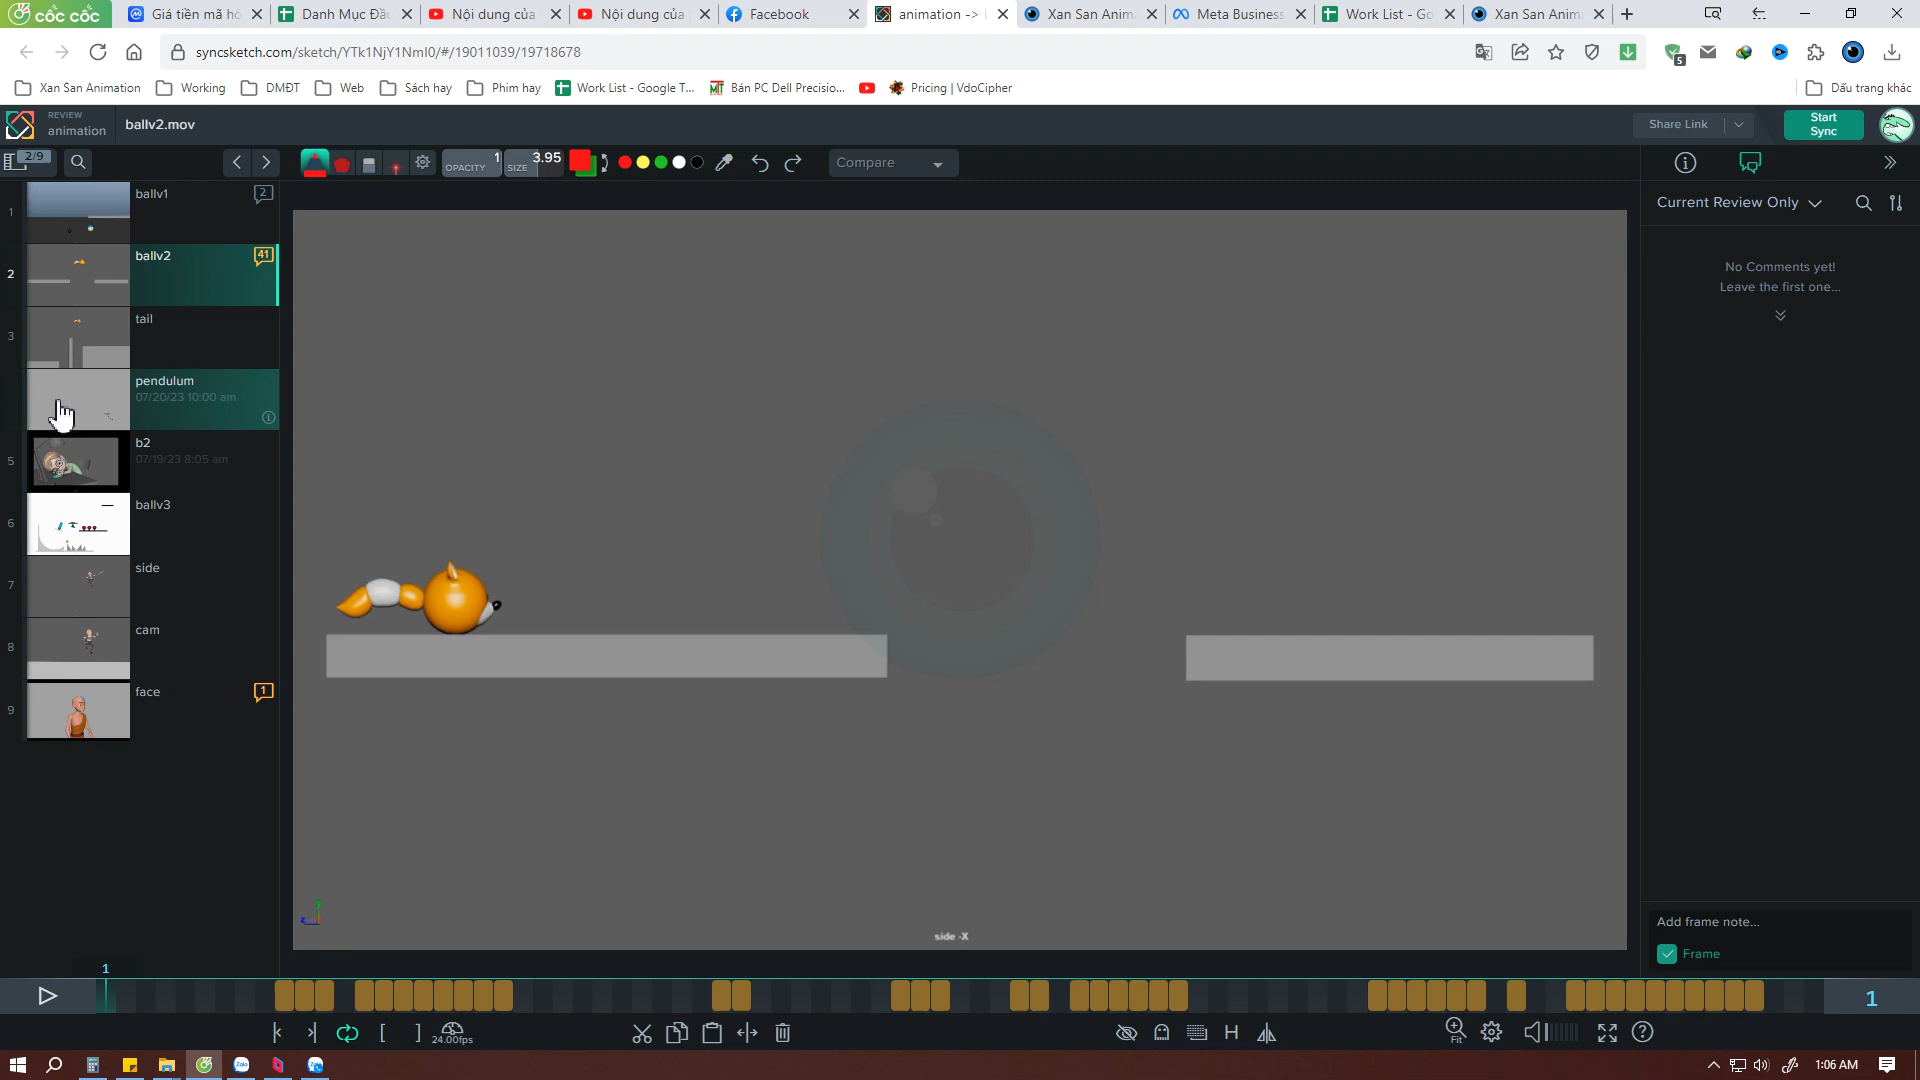 cốc cốc
Giá tiền mã hó
Danh Mục Đầu
Nội dung của
Nội dung của
Facebook
animation ->
Xan San Anim
Meta Business
Work List - Go
Xan San Anim
syncsketch.com/sketch/YTk1NjY1NmI0/#/19011039/19718678
5
Xan San Animation
Working
DMĐT
Web
Sách hay
Phim hay
Work List - Google T...
Bán PC Dell Precisio...
Pricing | VdoCipher
Dấu trang khác
REVIEW
animation
ballv2.mov
Share Link
Start Sync
2/9
OPACITY 1
SIZE 3.95
Compare
Current Review Only
No Comments yet!
Leave the first one...
1 ballv1 2
2 ballv2 41
3 tail
pendulum
07/20/23 10:00 am
5 b2
07/19/23 8:05 am
6 ballv3
7 side
8 cam
9 face 1
side -X
Add frame note...
Frame
1
1
24.00fps
H
Fit
Zalo
Zalo
1:06 AM